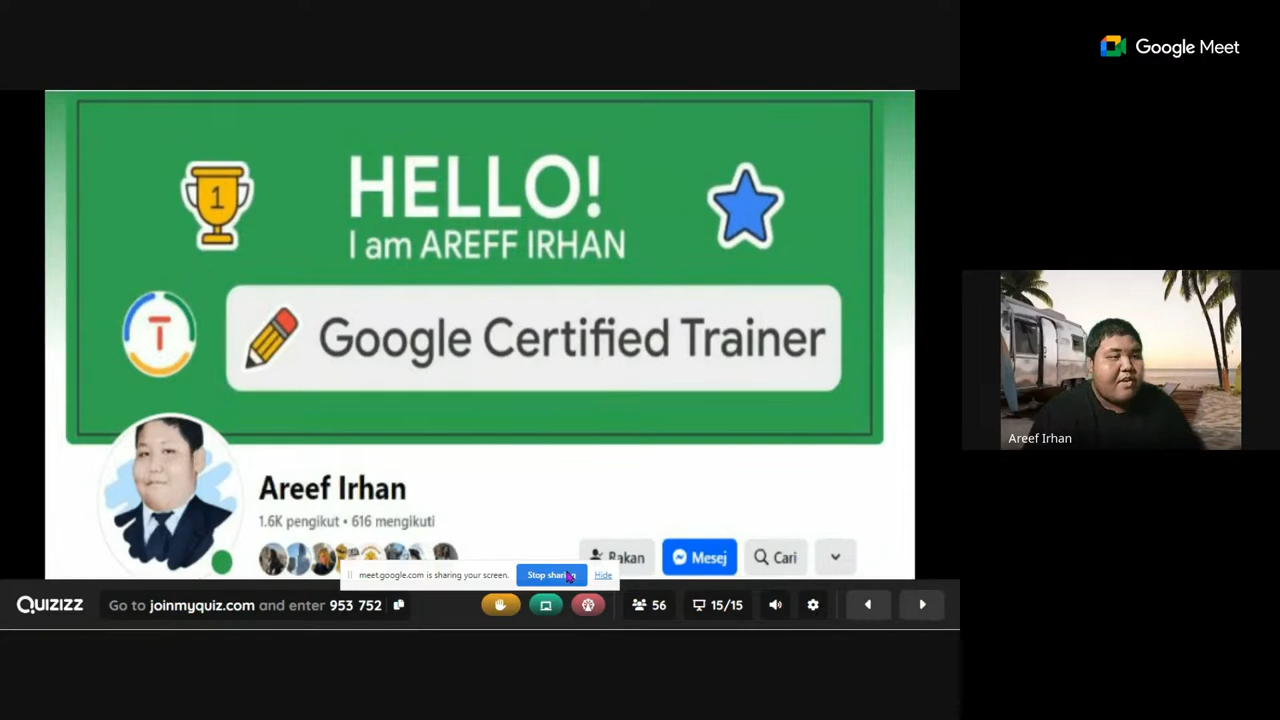 Google Meet
HELLO!
I am AREFF IRHAN
1
T
Google Certified Trainer
Areef Irhan
1.6K pengikut • 616 mengikuti
Rakan
Mesej
Cari
meet.google.com is sharing your screen.
Stop sharing
Hide
Quizizz
Go to joinmyquiz.com and enter 953 752
56
15/15
Areef Irhan